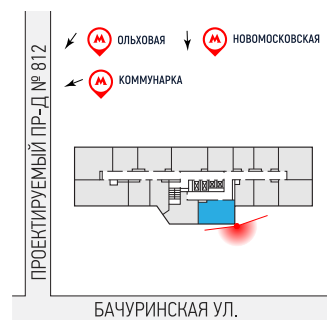 ОЛЬХОВАЯ
НОВОМОСКОВСКАЯ
КОММУНАРКА
ПРОЕКТИРУЕМЫЙ ПР-Д № 812
БАЧУРИНСКАЯ УЛ.